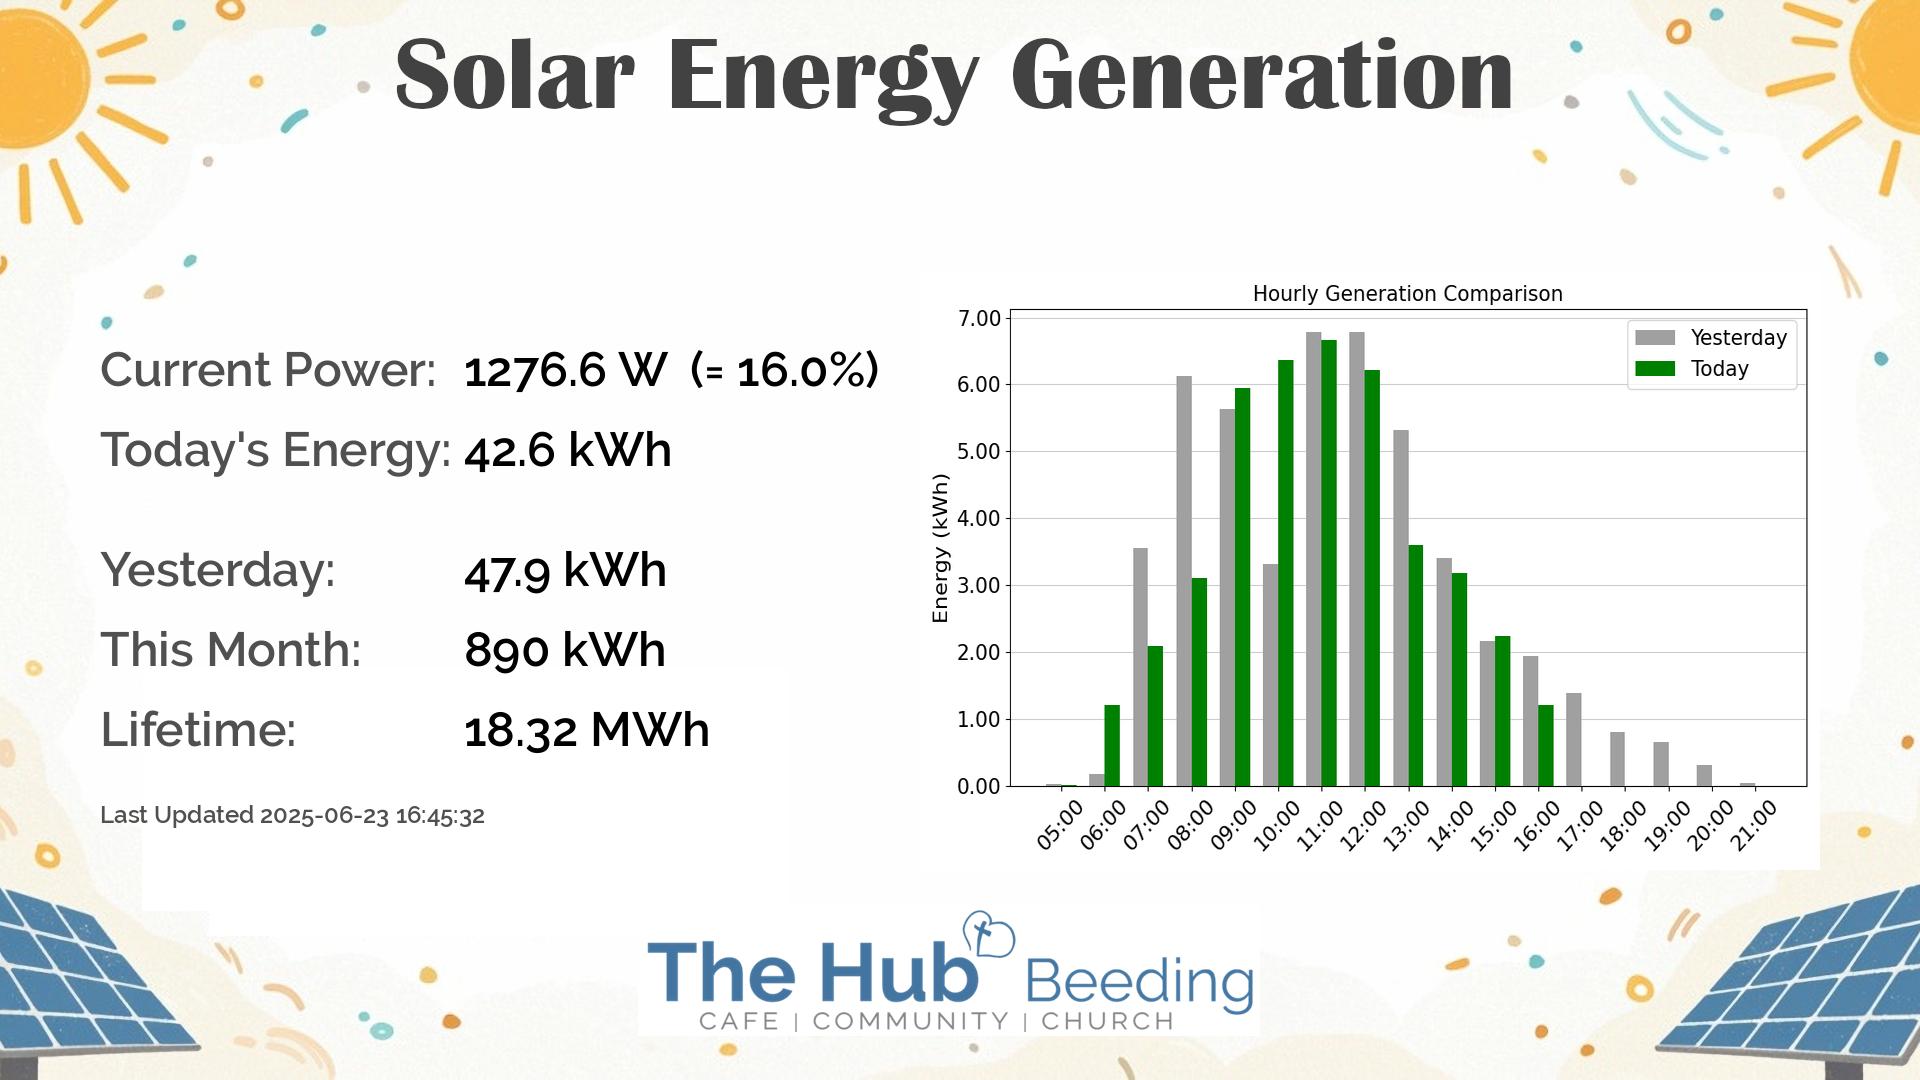 Solar Energy Generation
Current Power: 1276.6 W (= 16.0%)
Today's Energy: 42.6 kWh
Yesterday: 47.9 kWh
This Month: 890 kWh
Lifetime: 18.32 MWh
Last Updated 2025-06-23 16:45:32
Hourly Generation Comparison
Yesterday
Today
Energy (kWh)
7.00
6.00
5.00
4.00
3.00
2.00
1.00
0.00
05:00 06:00 07:00 08:00 09:00 10:00 11:00 12:00 13:00 14:00 15:00 16:00 17:00 18:00 19:00 20:00 21:00
The Hub Beeding
CAFE | COMMUNITY | CHURCH